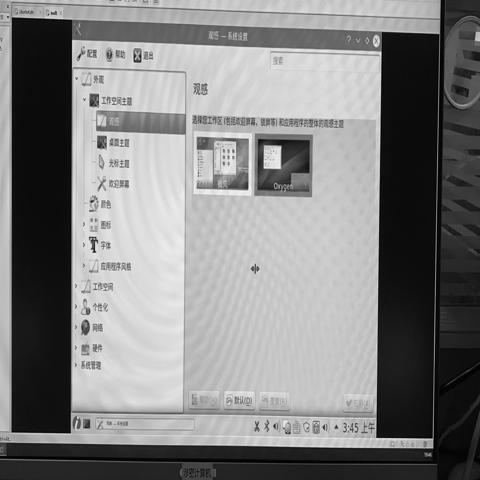 观感 — 系统设置
配置 帮助 退出
搜索
外观
工作空间主题
观感
桌面主题
光标主题
欢迎屏幕
颜色
图标
字体
应用程序风格
工作空间
个性化
网络
硬件
系统管理
观感
选择您工作区 (包括欢迎屏幕、锁屏等) 和应用程序的整体的观感主题
微风
Oxygen
帮助(H) 默认(D) 重置(R) 应用(A)
3:45 上午
涉密计算机